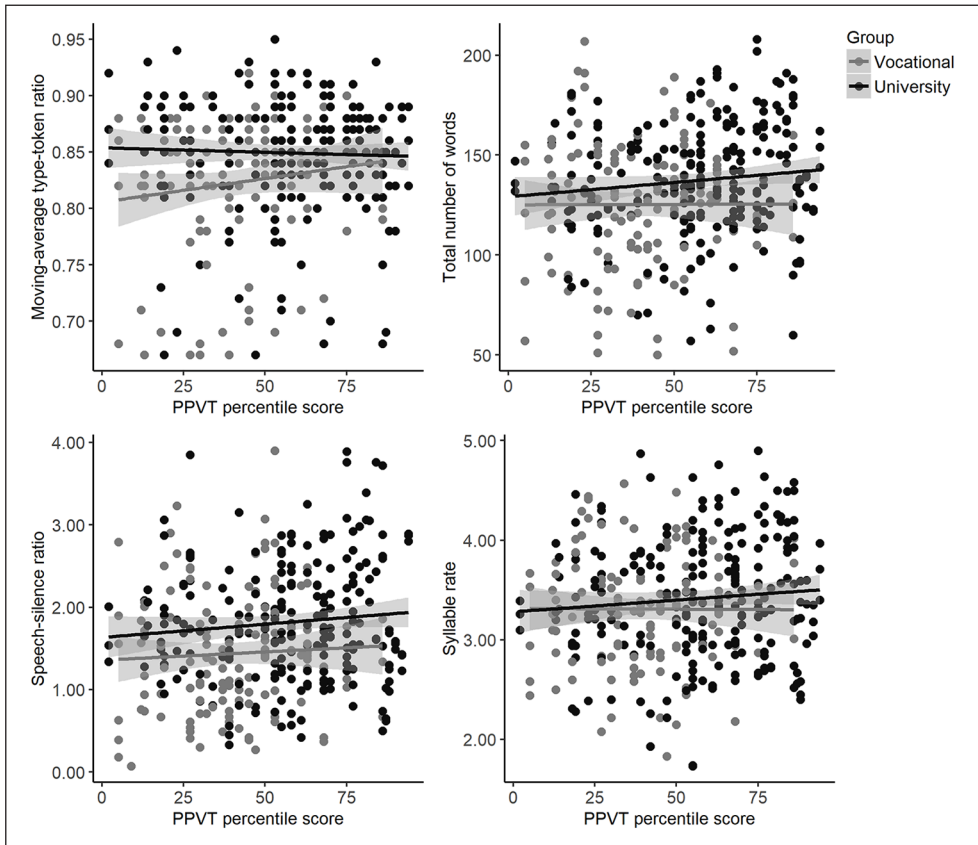 Moving-average type-token ratio
0.95
0.90
0.85
0.80
0.75
0.70
0 25 50 75
PPVT percentile score
Total number of words
200
150
100
50
0 25 50 75
PPVT percentile score
Group
Vocational
University
Speech-silence ratio
4.00
3.00
2.00
1.00
0.00
0 25 50 75
PPVT percentile score
Syllable rate
5.00
4.00
3.00
2.00
0 25 50 75
PPVT percentile score